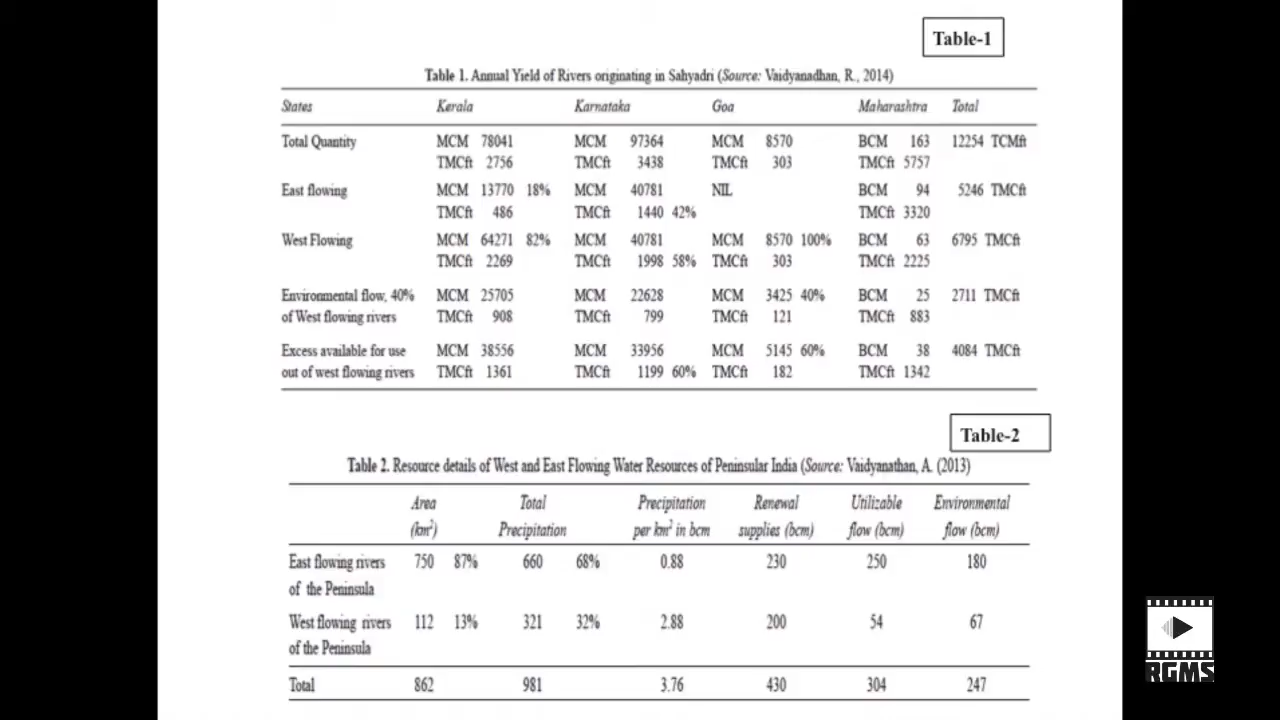 Table-1
Table 1. Annual Yield of Rivers originating in Sahyadri (Source: Vaidyanadhan, R., 2014)
States Kerala Karnataka Goa Maharashtra Total
Total Quantity MCM 78041 MCM 97364 MCM 8570 BCM 163 12254 TCMft
TMCft 2756 TMCft 3438 TMCft 303 TMCft 5757
East flowing MCM 13770 18% MCM 40781 NIL BCM 94 5246 TMCft
TMCft 486 TMCft 1440 42% TMCft 3320
West Flowing MCM 64271 82% MCM 40781 MCM 8570 100% BCM 63 6795 TMCft
TMCft 2269 TMCft 1998 58% TMCft 303 TMCft 2225
Environmental flow, 40% MCM 25705 MCM 22628 MCM 3425 40% BCM 25 2711 TMCft
of West flowing rivers TMCft 908 TMCft 799 TMCft 121 TMCft 883
Excess available for use MCM 38556 MCM 33956 MCM 5145 60% BCM 38 4084 TMCft
out of west flowing rivers TMCft 1361 TMCft 1199 60% TMCft 182 TMCft 1342
Table-2
Table 2. Resource details of West and East Flowing Water Resources of Peninsular India (Source: Vaidyanathan, A. (2013)
Area Total Precipitation Renewal Utilizable Environmental
(km²) Precipitation per km² in bcm supplies (bcm) flow (bcm) flow (bcm)
East flowing rivers 750 87% 660 68% 0.88 230 250 180
of the Peninsula
West flowing rivers 112 13% 321 32% 2.88 200 54 67
of the Peninsula
Total 862 981 3.76 430 304 247
RGMS